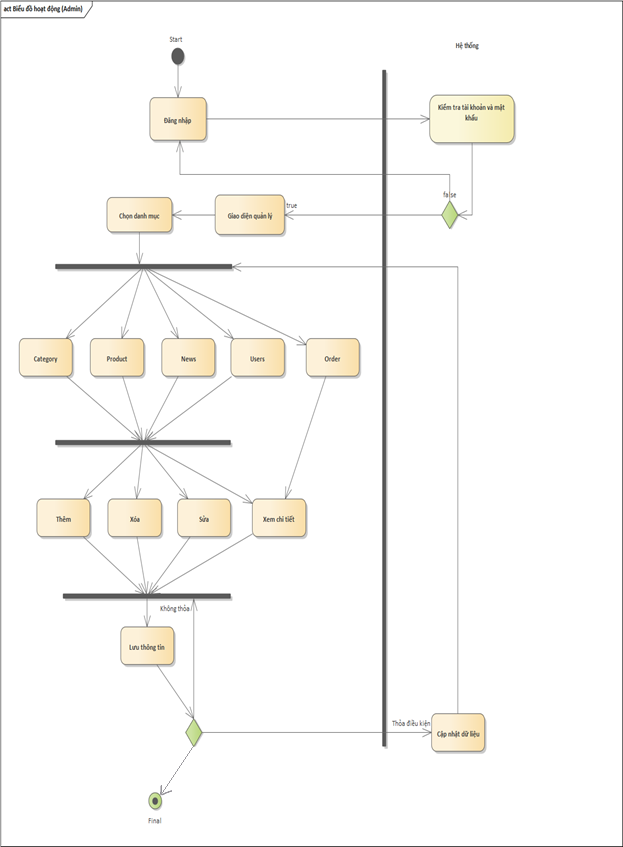 act Biểu đồ hoạt động (Admin)
Start
Hệ thống
Đăng nhập
Kiểm tra tài khoản và mật
khẩu
false
true
Chọn danh mục
Giao diện quản lý
Category
Product
News
Users
Order
Thêm
Xóa
Sửa
Xem chi tiết
Không thỏa
Lưu thông tin
Thỏa điều kiện
Cập nhật dữ liệu
Final